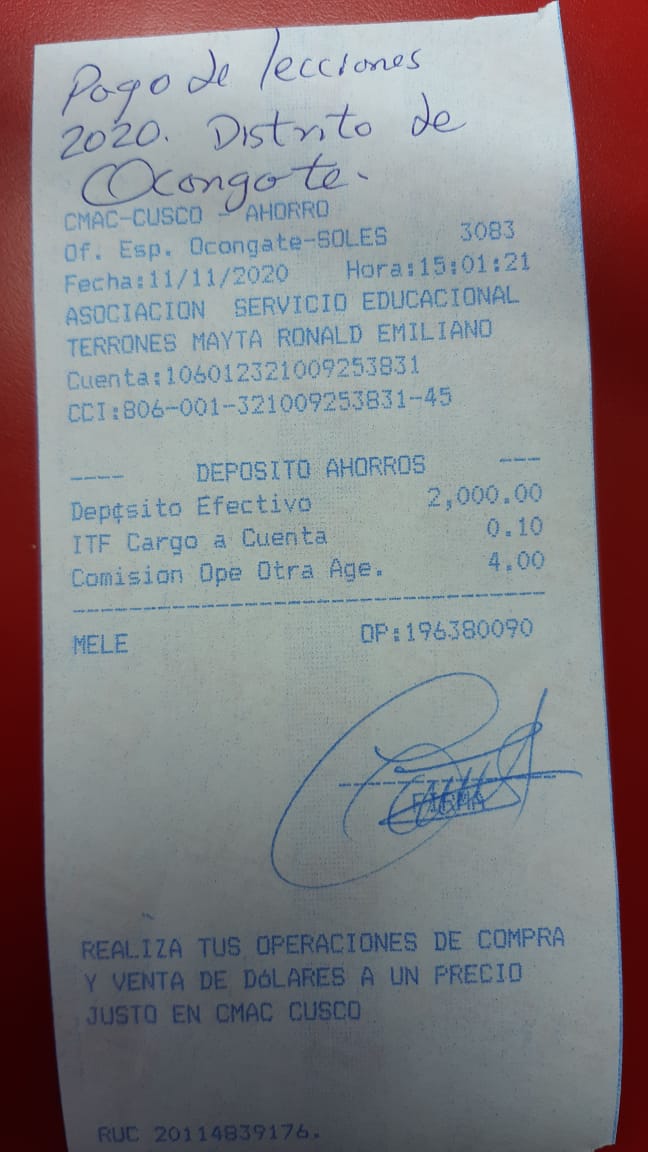 Pago de lecciones
2020. Distrito de
Ocongate.
CMAC-CUSCO - AHORRO
Of. Esp. Ocongate-SOLES 3083
Fecha:11/11/2020 Hora:15:01:21
ASOCIACION SERVICIO EDUCACIONAL
TERRONES MAYTA RONALD EMILIANO
Cuenta:106012321009253831
CCI:806-001-321009253831-45
---- DEPOSITO AHORROS ---
Dep¢sito Efectivo 2,000.00
ITF Cargo a Cuenta 0.10
Comision Ope Otra Age. 4.00
MELE OP:196380090
FIRMA
REALIZA TUS OPERACIONES DE COMPRA
Y VENTA DE DóLARES A UN PRECIO
JUSTO EN CMAC CUSCO
RUC 20114839176.